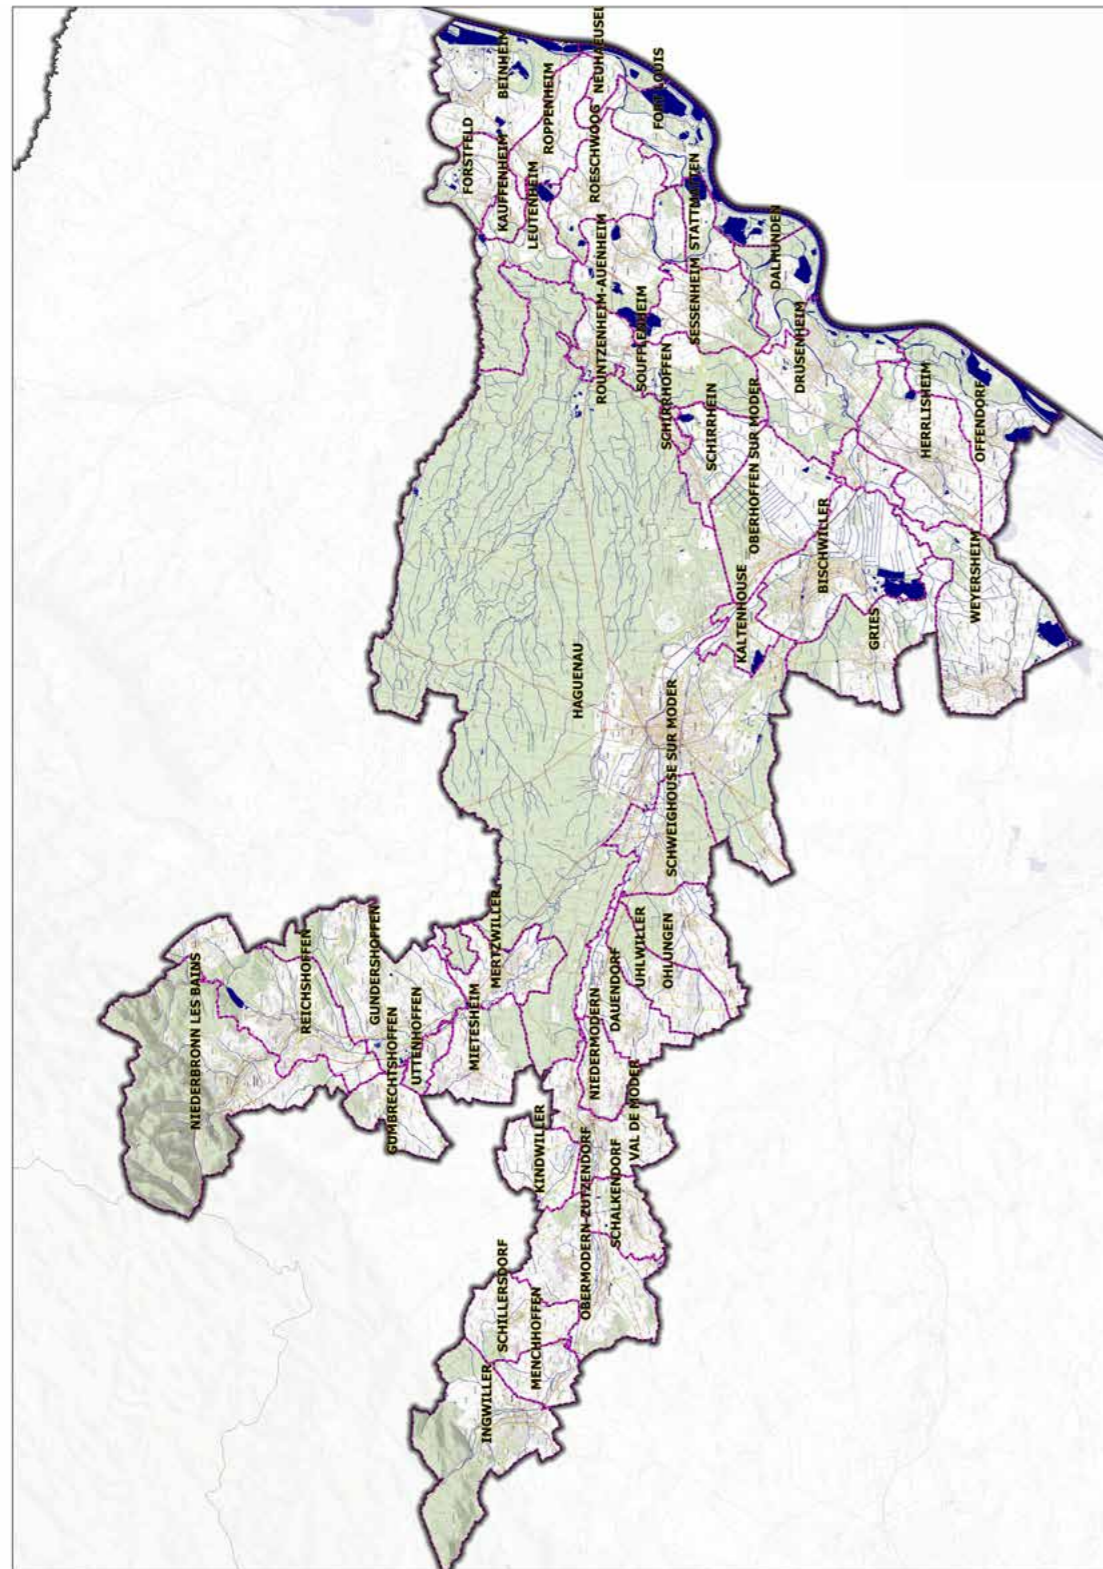 NIEDERBRONN LES BAINS
REICHSHOFFEN
GUNDERSHOFFEN
GUMBRECHTSHOFFEN
UTTENHOFFEN
MIETESHEIM
MERTZWILLER
INGWILLER
SCHILLERSDORF
MENCHHOFFEN
KINDWILLER
OBERMODERN-ZUTZENDORF
SCHALKENDORF
VAL DE MODER
NIEDERMODERN
DAUENDORF
UHLWILLER
OHLUNGEN
SCHWEIGHOUSE SUR MODER
HAGUENAU
KALTENHOUSE
OBERHOFFEN SUR MODER
BISCHWILLER
GRIES
WEYERSHEIM
SCHIRRHEIN
SCHIRRHOFFEN
SOUFFLENHEIM
ROUNTZENHEIM-AUENHEIM
SESSENHEIM
STATTMATTEN
DRUSENHEIM
DALHUNDEN
HERRLISHEIM
OFFENDORF
FORSTFELD
KAUFFENHEIM
LEUTENHEIM
BEINHEIM
ROPPENHEIM
ROESCHWOOG
NEUHAEUSEL
FORT LOUIS